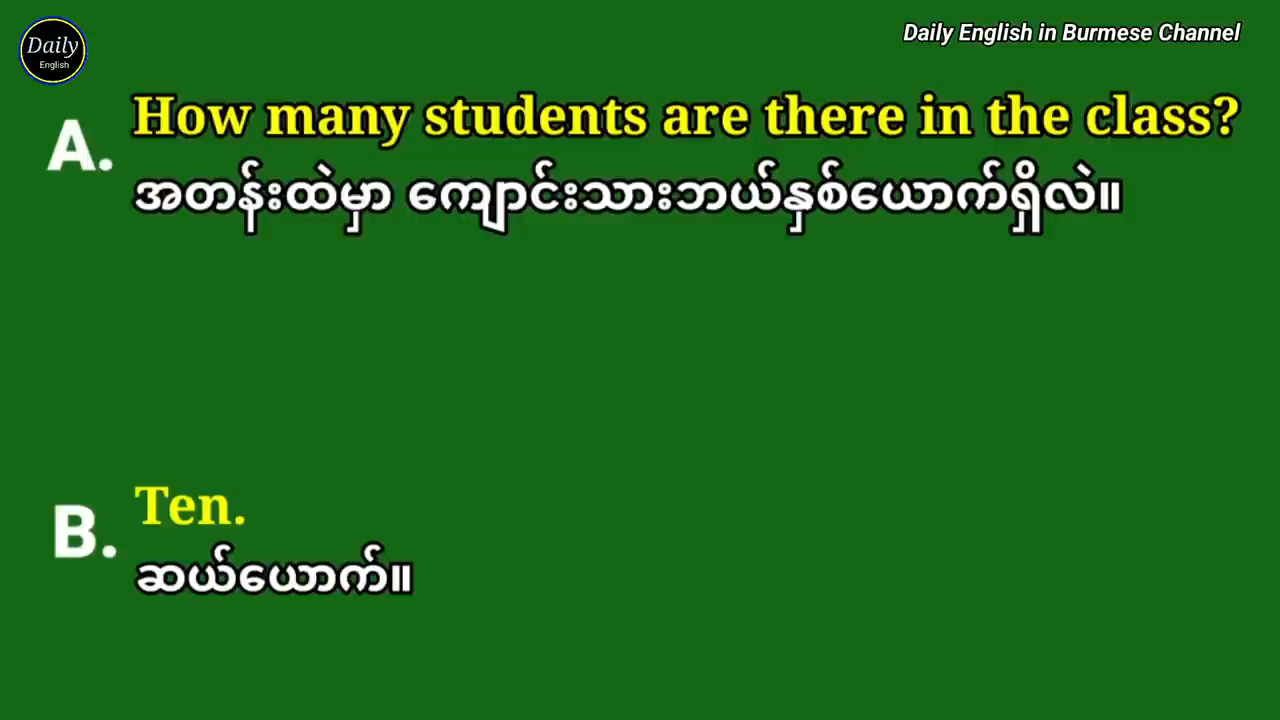 Daily
English
Daily English in Burmese Channel
A. How many students are there in the class?
အတန်းထဲမှာ ကျောင်းသားဘယ်နှစ်ယောက်ရှိလဲ။
B. Ten.
ဆယ်ယောက်။